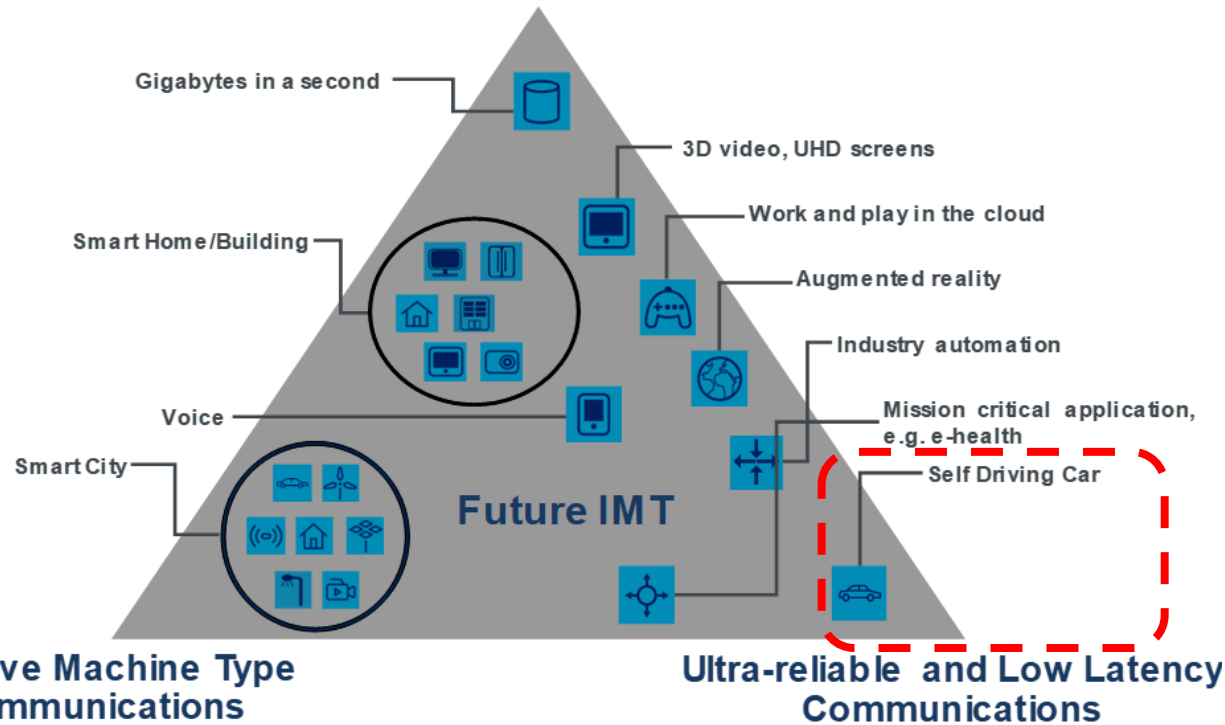 Gigabytes in a second
3D video, UHD screens
Work and play in the cloud
Smart Home/Building
Augmented reality
Industry automation
Voice
Mission critical application,
e.g. e-health
Smart City
Self Driving Car
Future IMT
ve Machine Type
mmunications
Ultra-reliable and Low Latency
Communications